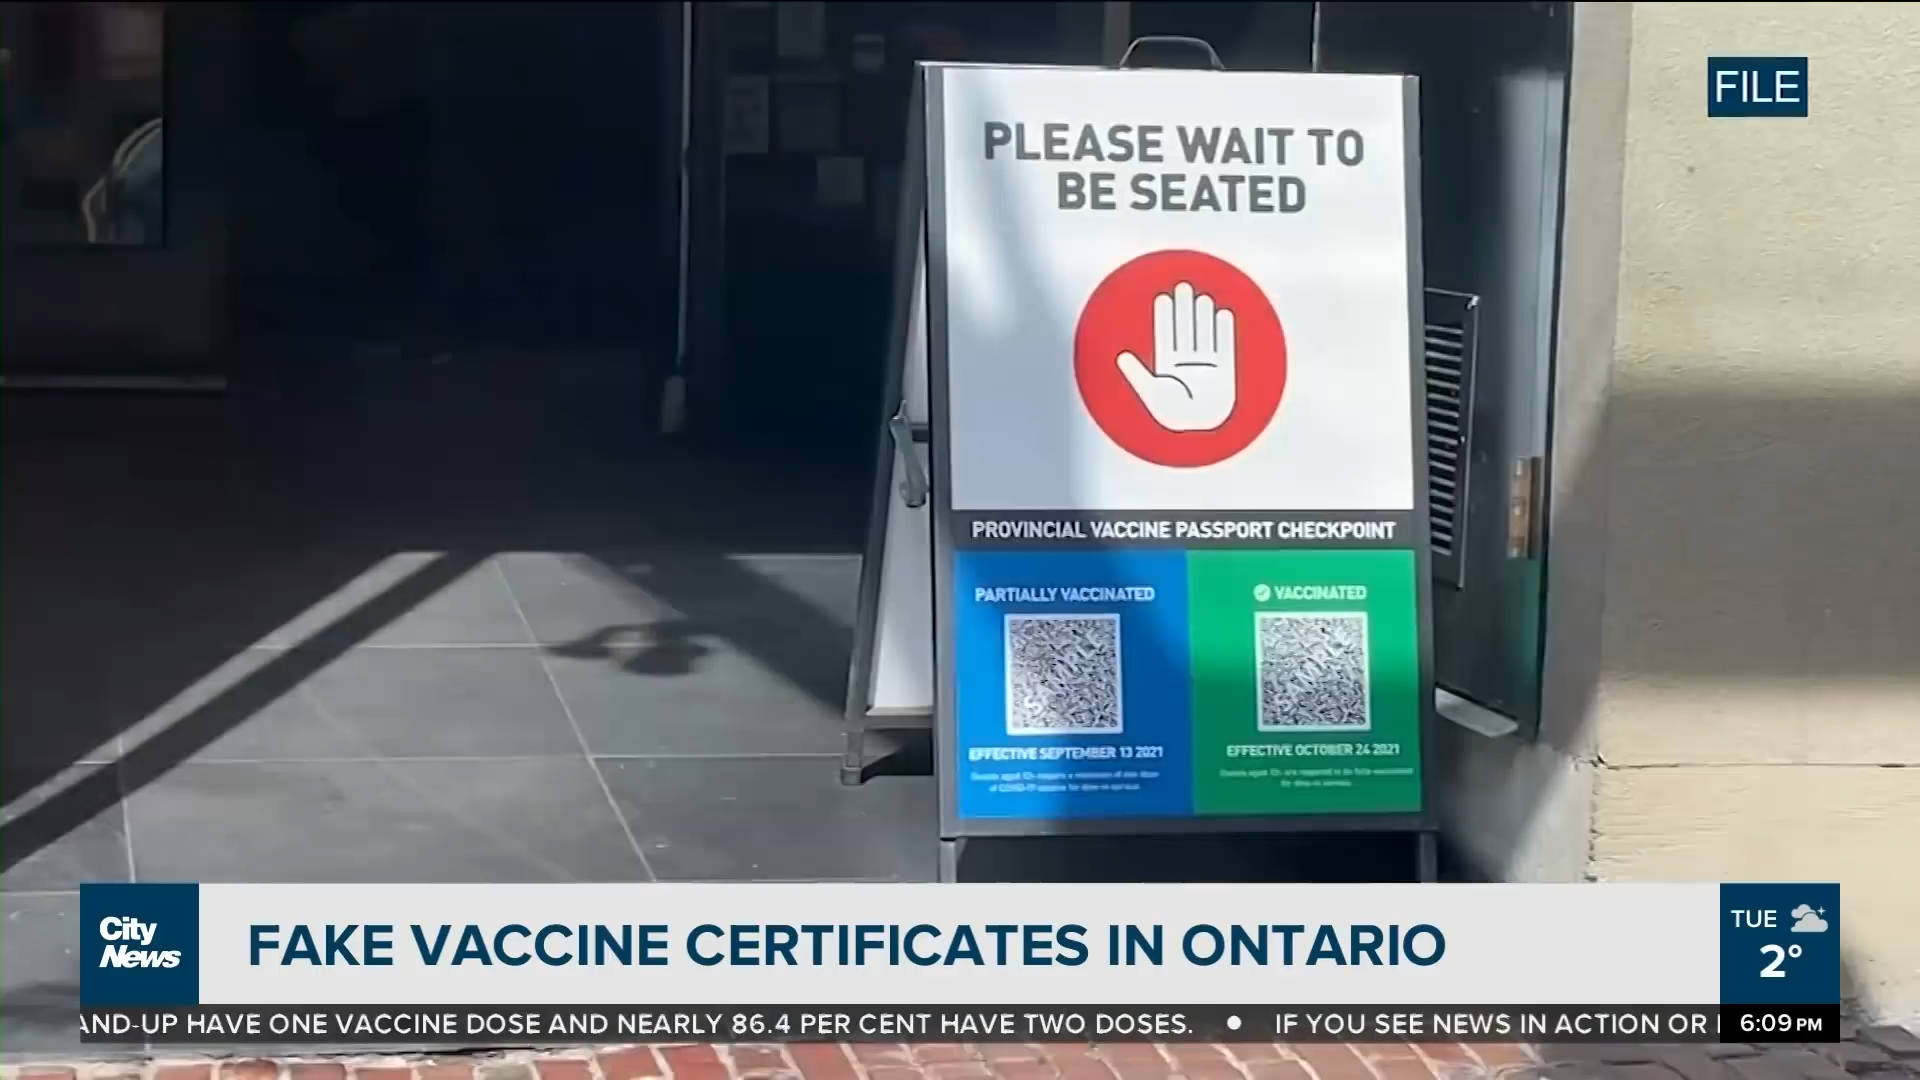 FILE
PLEASE WAIT TO
BE SEATED
PROVINCIAL VACCINE PASSPORT CHECKPOINT
PARTIALLY VACCINATED
EFFECTIVE SEPTEMBER 13 2021
VACCINATED
EFFECTIVE OCTOBER 24 2021
City
News
FAKE VACCINE CERTIFICATES IN ONTARIO
TUE
2°
AND-UP HAVE ONE VACCINE DOSE AND NEARLY 86.4 PER CENT HAVE TWO DOSES. • IF YOU SEE NEWS IN ACTION OR
6:09 PM